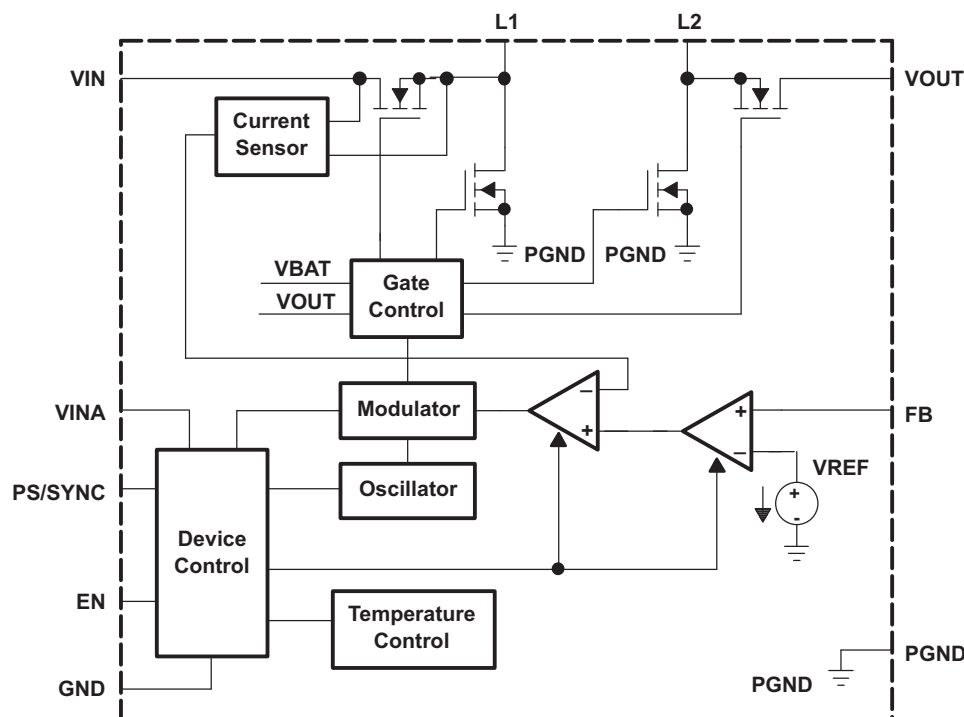 L1
L2
VIN
VOUT
Current
Sensor
PGND
PGND
VBAT
VOUT
Gate
Control
VINA
Modulator
−
+
+
−
FB
VREF
+
-
PS/SYNC
Oscillator
Device
Control
EN
Temperature
Control
GND
PGND
PGND